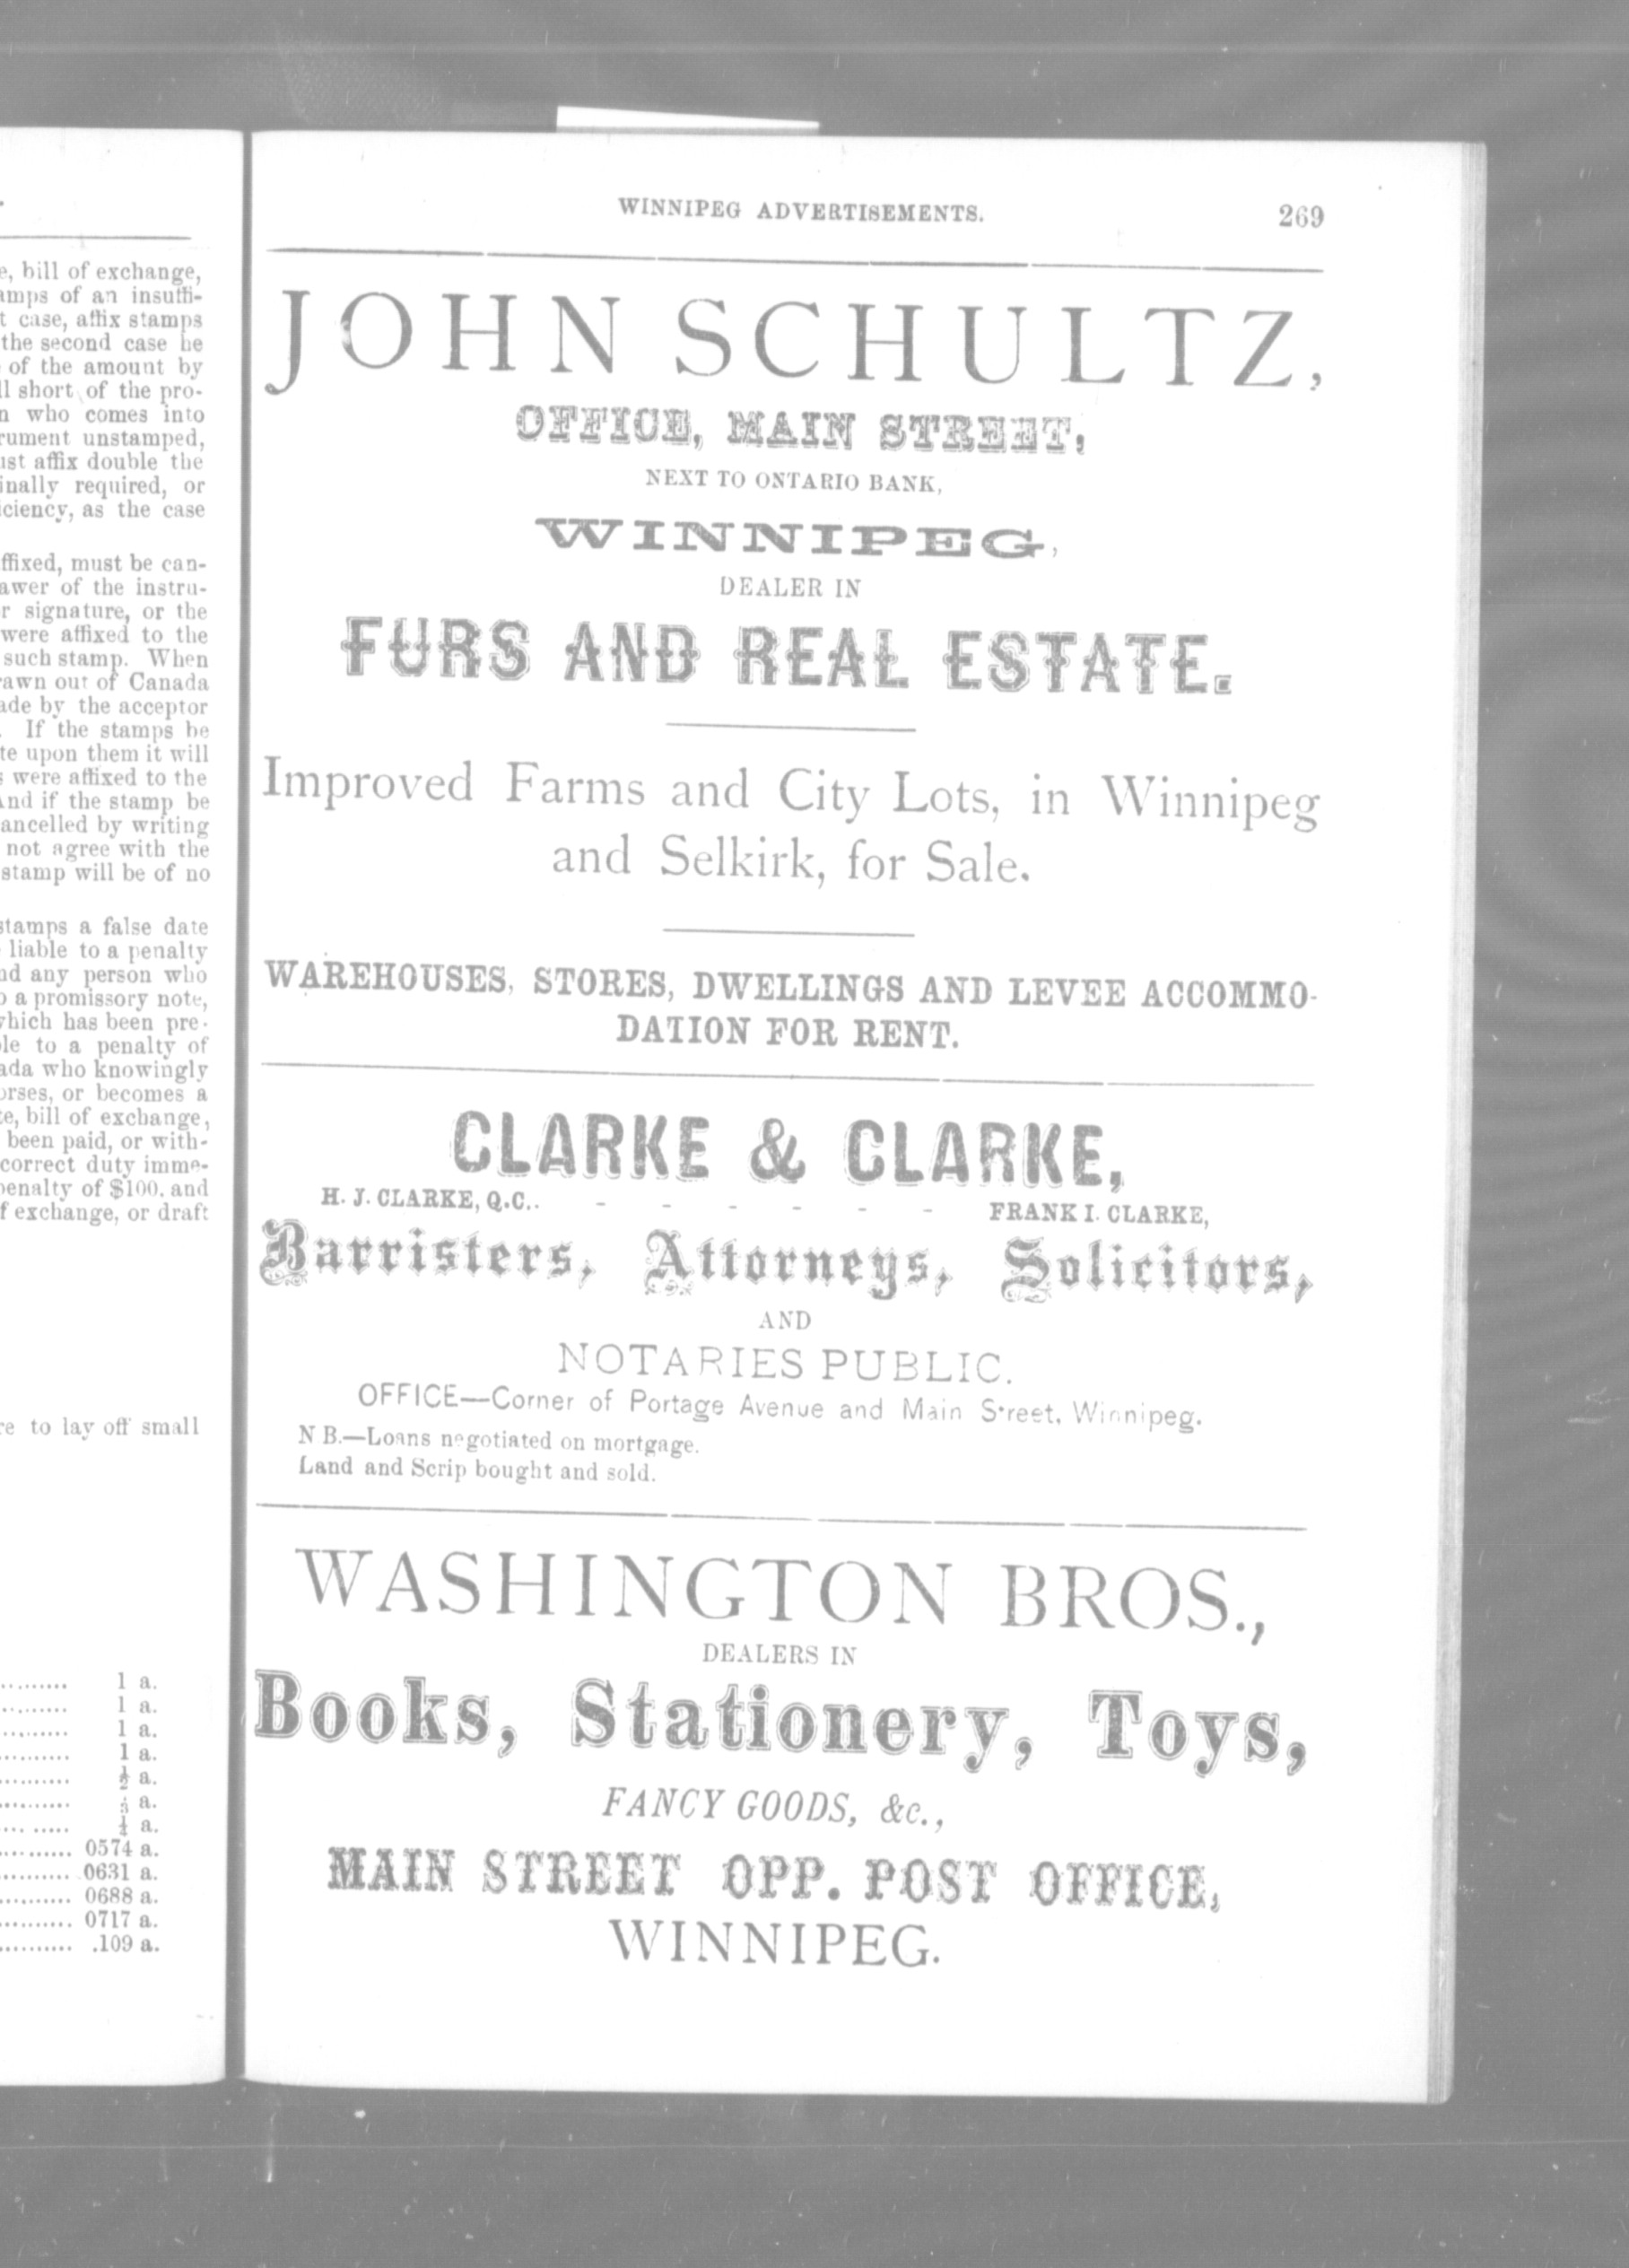 e, bill of exchange,
amps of an insuffi-
t case, affix stamps
the second case he
of the amount by
ll short of the pro-
n who comes into
rument unstamped,
ust affix double the
inally required, or
iciency, as the case
ffixed, must be can-
awer of the instru-
r signature, or the
were affixed to the
such stamp. When
rawn out of Canada
ade by the acceptor
. If the stamps be
te upon them it will
s were affixed to the
And if the stamp be
ancelled by writing
not agree with the
stamp will be of no
stamps a false date
liable to a penalty
nd any person who
o a promissory note,
which has been pre-
le to a penalty of
ada who knowingly
orses, or becomes a
te, bill of exchange,
been paid, or with-
correct duty imme-
penalty of $100, and
f exchange, or draft
re to lay off small
.......... 1 a.
.......... 1 a.
.......... 1 a.
.......... 1 a.
.......... ½ a.
.......... ⅓ a.
.......... ¼ a.
.......... 0574 a.
.......... 0631 a.
.......... 0688 a.
.......... 0717 a.
.......... .109 a.
WINNIPEG ADVERTISEMENTS. 269
JOHN SCHULTZ,
OFFICE, MAIN STREET,
NEXT TO ONTARIO BANK,
WINNIPEG,
DEALER IN
FURS AND REAL ESTATE.
Improved Farms and City Lots, in Winnipeg
and Selkirk, for Sale.
WAREHOUSES, STORES, DWELLINGS AND LEVEE ACCOMMO-
DATION FOR RENT.
CLARKE & CLARKE,
H. J. CLARKE, Q.C.. - - - - - - FRANK I. CLARKE,
Barristers, Attorneys, Solicitors,
AND
NOTARIES PUBLIC.
OFFICE—Corner of Portage Avenue and Main Street, Winnipeg.
N B.—Loans negotiated on mortgage.
Land and Scrip bought and sold.
WASHINGTON BROS.,
DEALERS IN
Books, Stationery, Toys,
FANCY GOODS, &c.,
MAIN STREET OPP. POST OFFICE,
WINNIPEG.